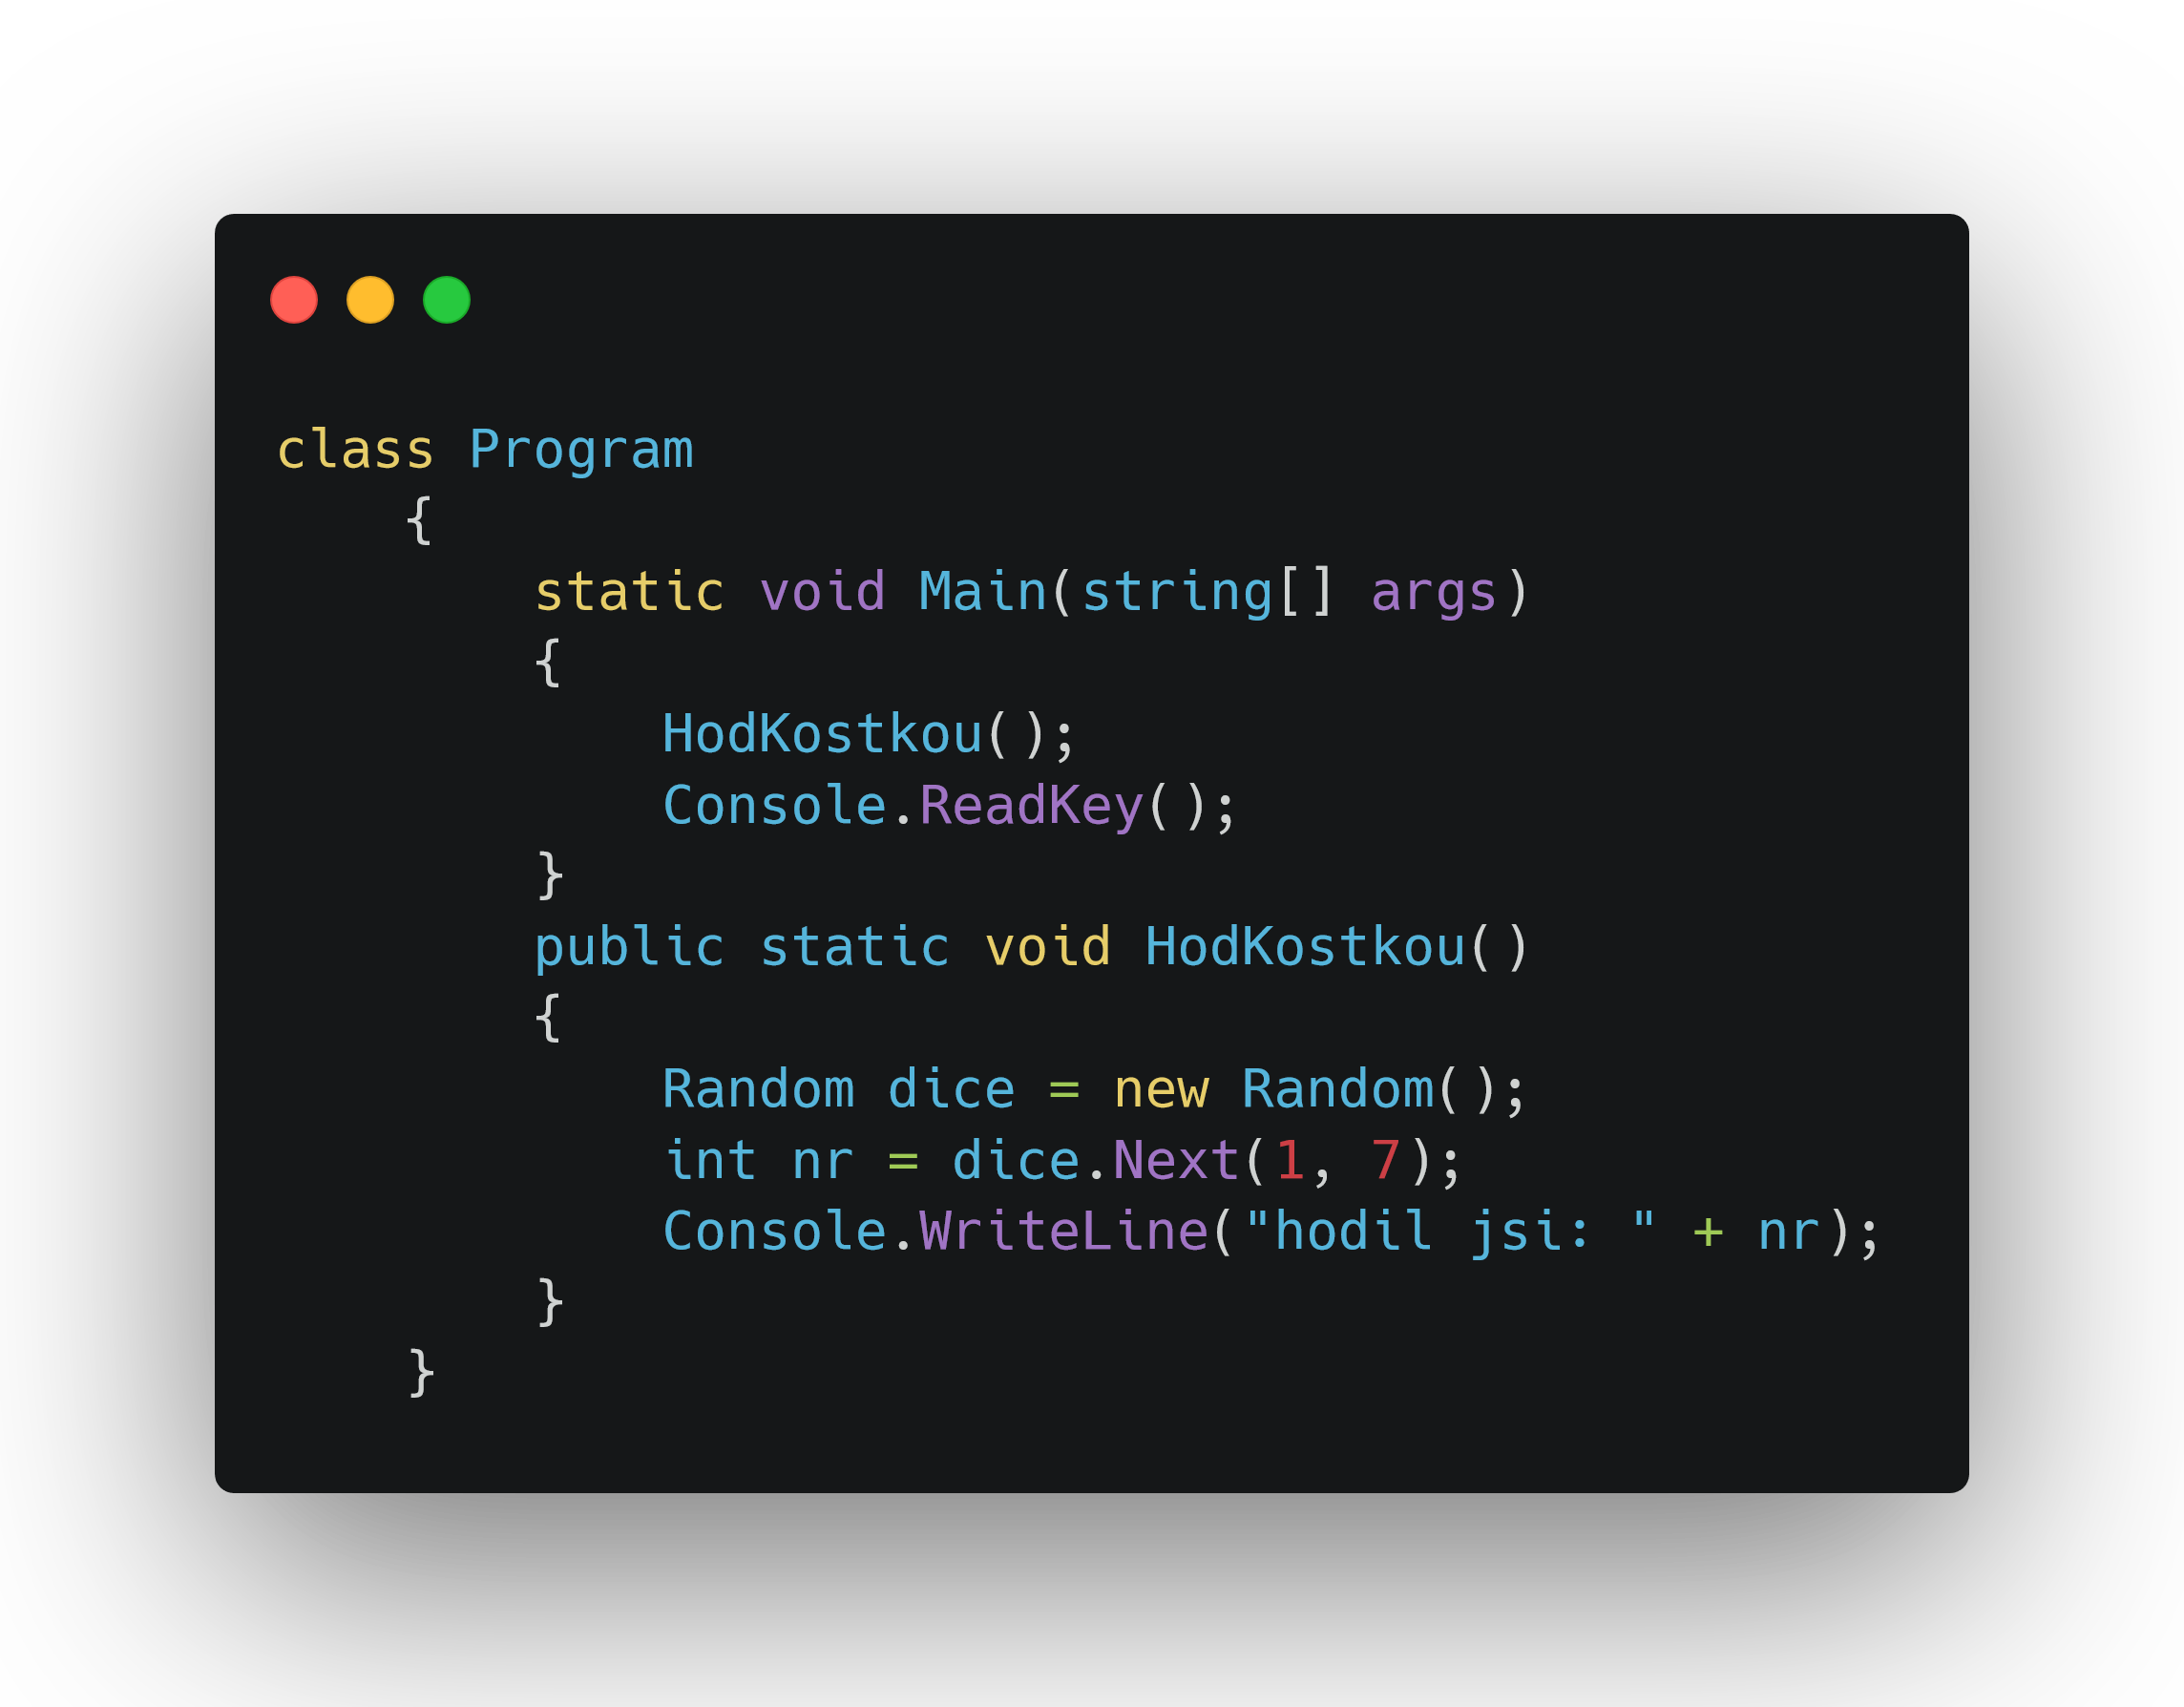 class Program
    {
        static void Main(string[] args)
        {
            HodKostkou();
            Console.ReadKey();
        }
        public static void HodKostkou()
        {
            Random dice = new Random();
            int nr = dice.Next(1, 7);
            Console.WriteLine("hodil jsi: " + nr);
        }
    }